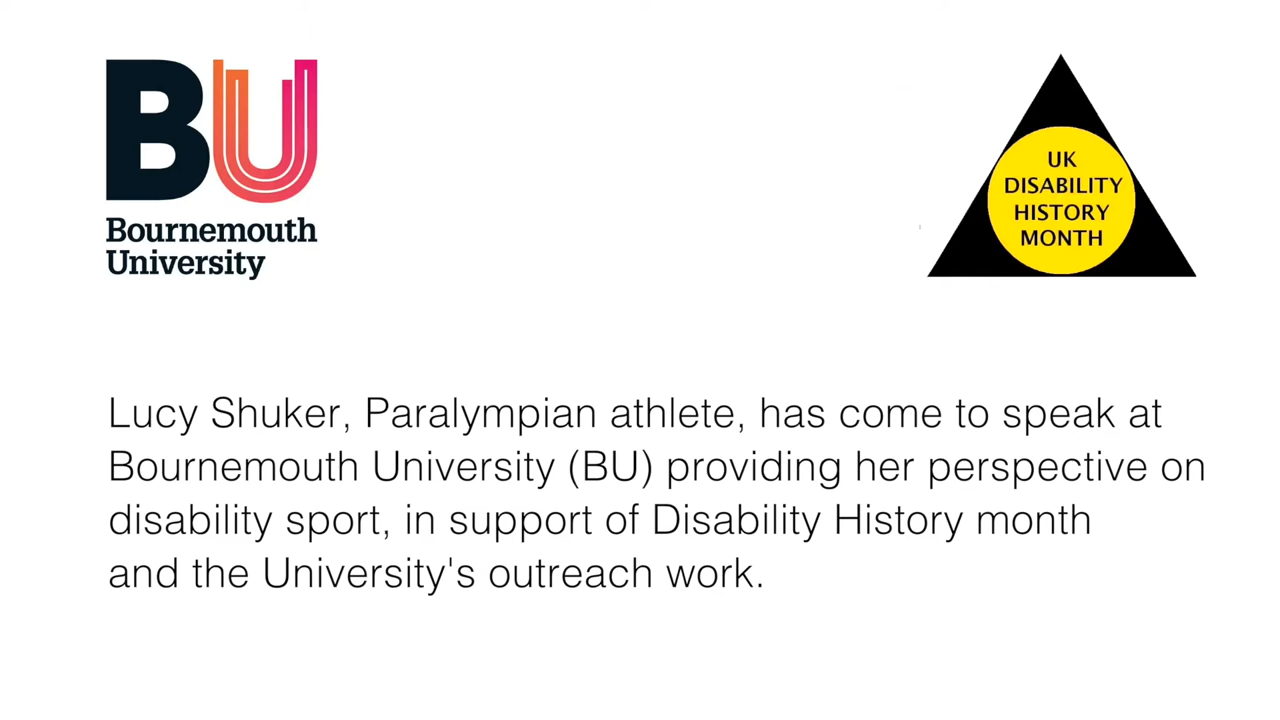 BU
Bournemouth
University
UK
DISABILITY
HISTORY
MONTH
Lucy Shuker, Paralympian athlete, has come to speak at
Bournemouth University (BU) providing her perspective on
disability sport, in support of Disability History month
and the University's outreach work.